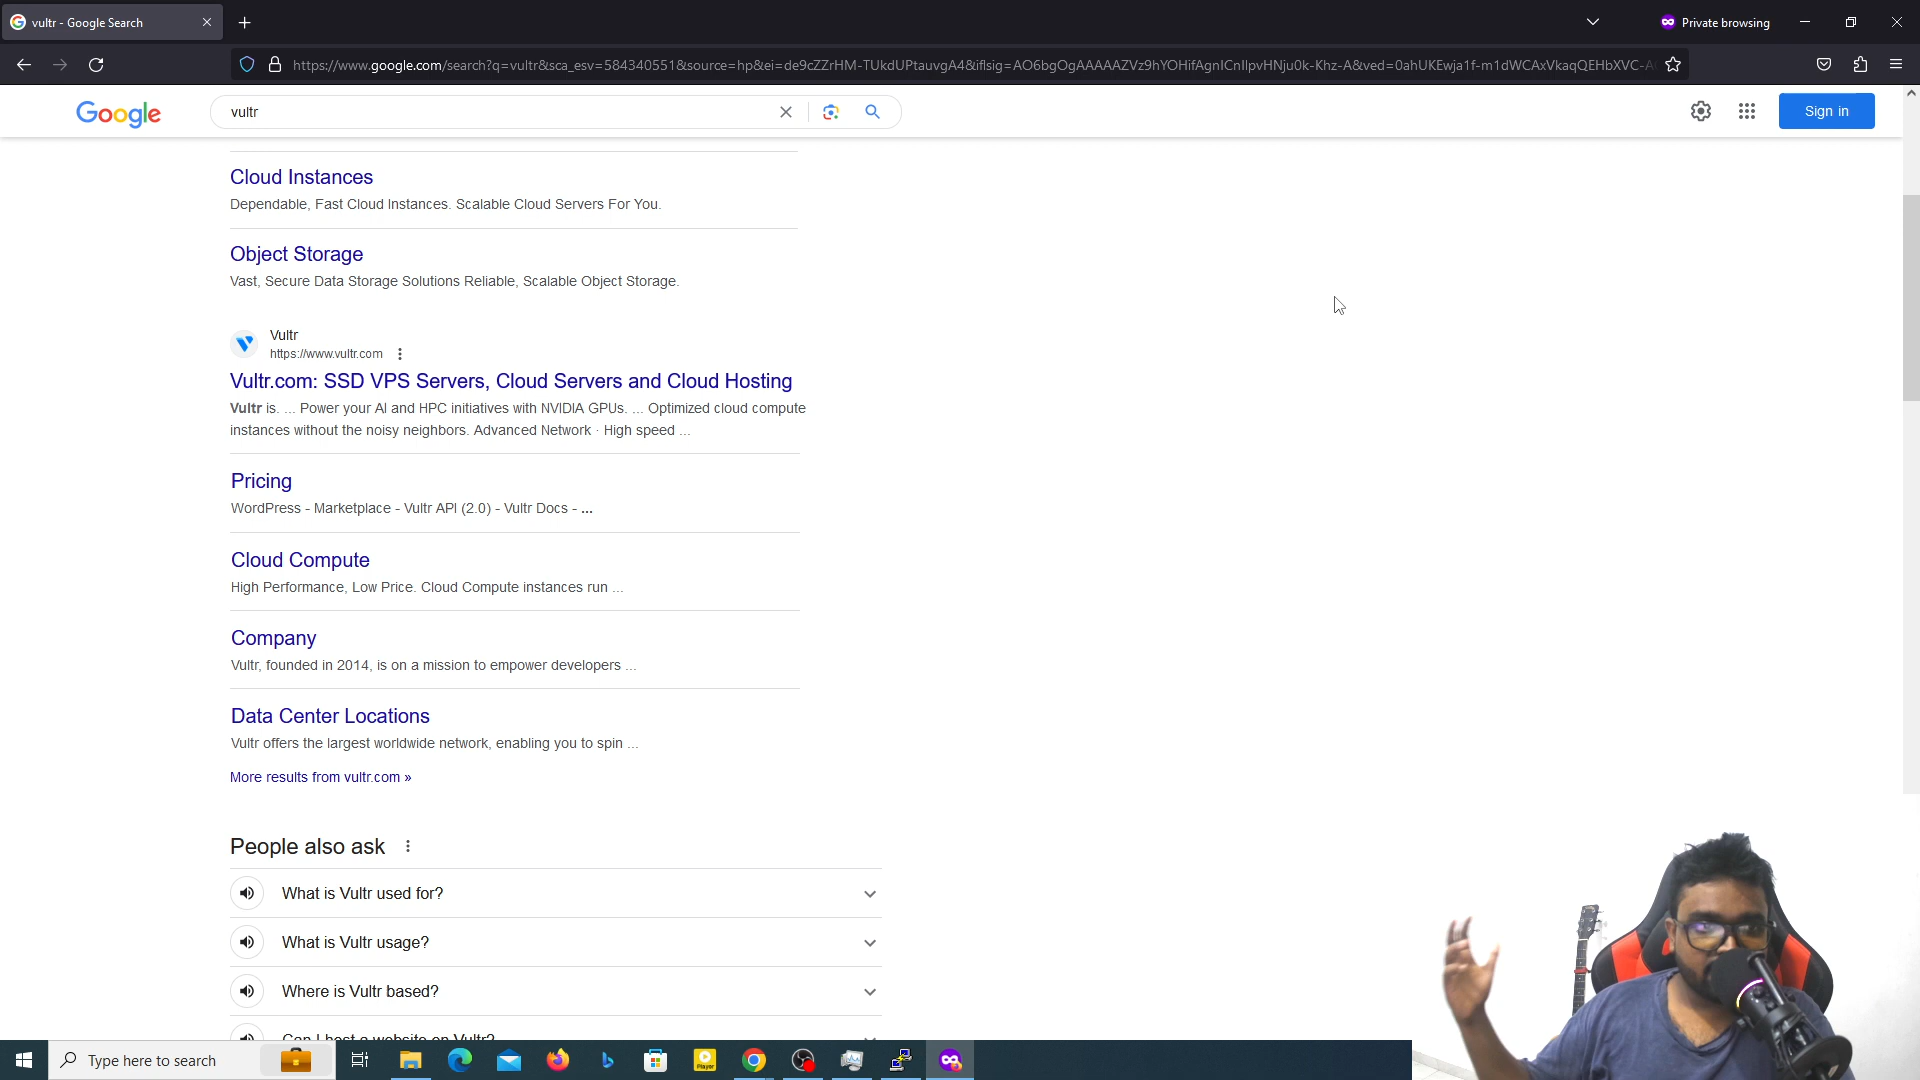 vultr - Google Search
Private browsing
https://www.google.com/search?q=vultr&sca_esv=584340551&source=hp&ei=de9cZZrHM-TUkdUPtauvgA4&iflsig=AO6bgOgAAAAAZVz9hYOHifAgnICnIlpvHNju0k-Khz-A&ved=0ahUKEwja1f-m1dWCAxVkaqQEHbXVC-A
Google
vultr
Sign in
Cloud Instances
Dependable, Fast Cloud Instances. Scalable Cloud Servers For You.
Object Storage
Vast, Secure Data Storage Solutions Reliable, Scalable Object Storage.
Vultr
https://www.vultr.com
Vultr.com: SSD VPS Servers, Cloud Servers and Cloud Hosting
Vultr is. ... Power your AI and HPC initiatives with NVIDIA GPUs. ... Optimized cloud compute
instances without the noisy neighbors. Advanced Network · High speed ...
Pricing
WordPress - Marketplace - Vultr API (2.0) - Vultr Docs - ...
Cloud Compute
High Performance, Low Price. Cloud Compute instances run ...
Company
Vultr, founded in 2014, is on a mission to empower developers ...
Data Center Locations
Vultr offers the largest worldwide network, enabling you to spin ...
More results from vultr.com »
People also ask
What is Vultr used for?
What is Vultr usage?
Where is Vultr based?
Can I host a website on Vultr?
Type here to search
Player